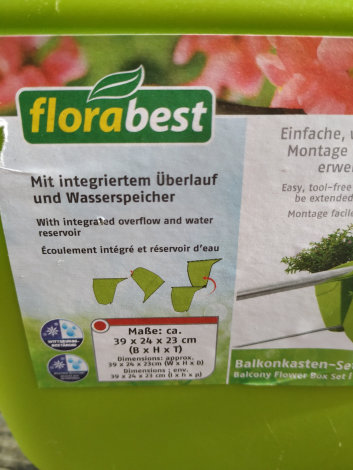 florabest
Mit integriertem Überlauf
und Wasserspeicher
With integrated overflow and water
reservoir
Écoulement intégré et réservoir d'eau
Einfache,
Montage
Easy, tool-free
be extended
Montage facile
WITTERUNGS-
BESTÄNDIG
Maße: ca.
39 x 24 x 23 cm
(B x H x T)
Dimensions: approx.
39 x 24 x 23cm (W x H x D)
Dimensions : env.
39 x 24 x 23 cm (l x h x p)
Balkonkasten-Se
Balcony Flower Box Set